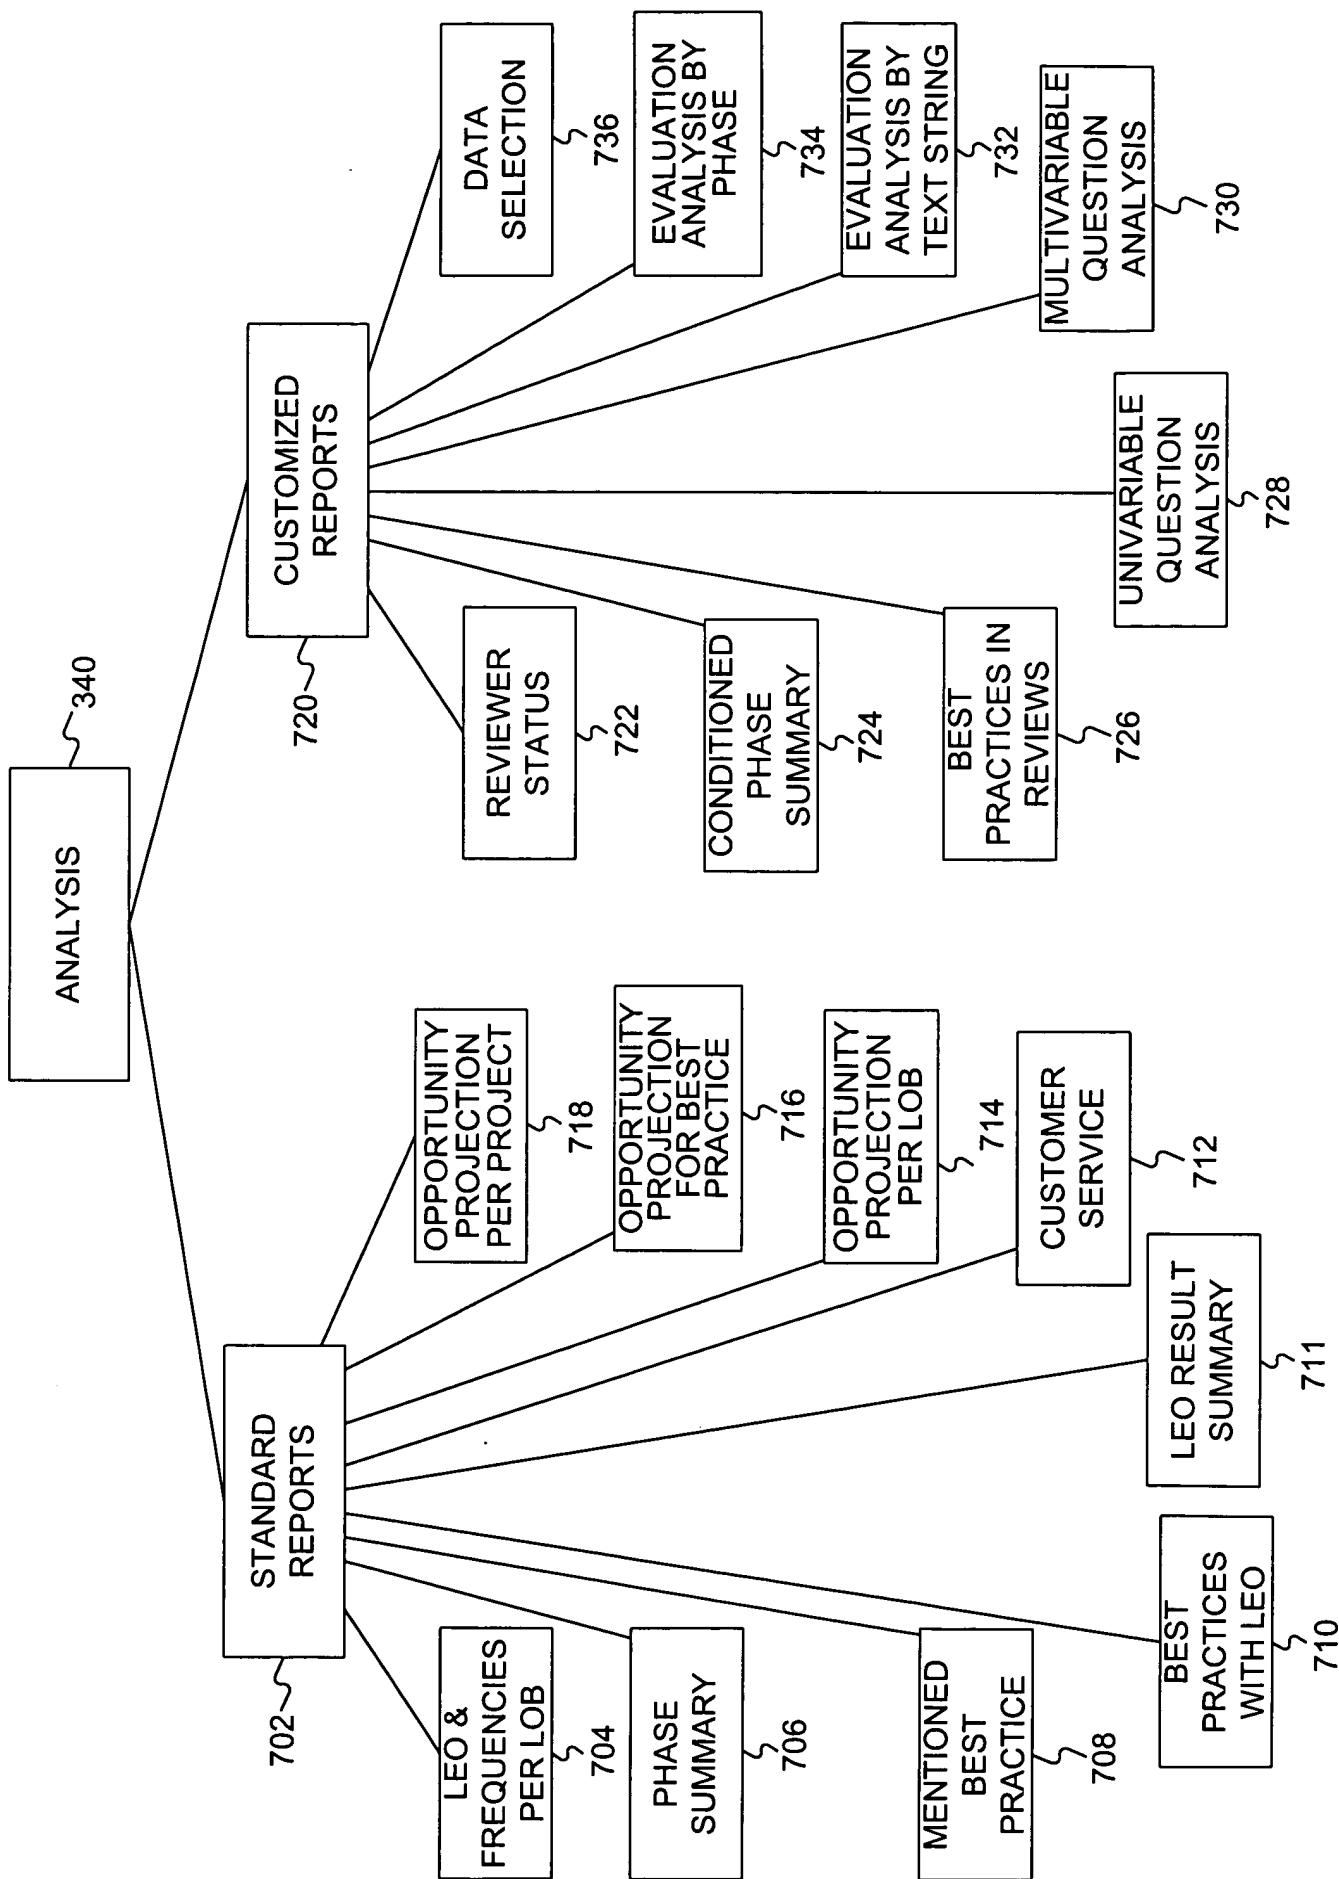 ANALYSIS
340
STANDARD
REPORTS
702
LEO &
FREQUENCIES
PER LOB
704
PHASE
SUMMARY
706
MENTIONED
BEST
PRACTICE
708
BEST
PRACTICES
WITH LEO
710
LEO RESULT
SUMMARY
711
CUSTOMER
SERVICE
712
OPPORTUNITY
PROJECTION
PER LOB
714
OPPORTUNITY
PROJECTION
FOR BEST
PRACTICE
716
OPPORTUNITY
PROJECTION
PER PROJECT
718
CUSTOMIZED
REPORTS
720
REVIEWER
STATUS
722
CONDITIONED
PHASE
SUMMARY
724
BEST
PRACTICES IN
REVIEWS
726
UNIVARIABLE
QUESTION
ANALYSIS
728
MULTIVARIABLE
QUESTION
ANALYSIS
730
EVALUATION
ANALYSIS BY
TEXT STRING
732
EVALUATION
ANALYSIS BY
PHASE
734
DATA
SELECTION
736